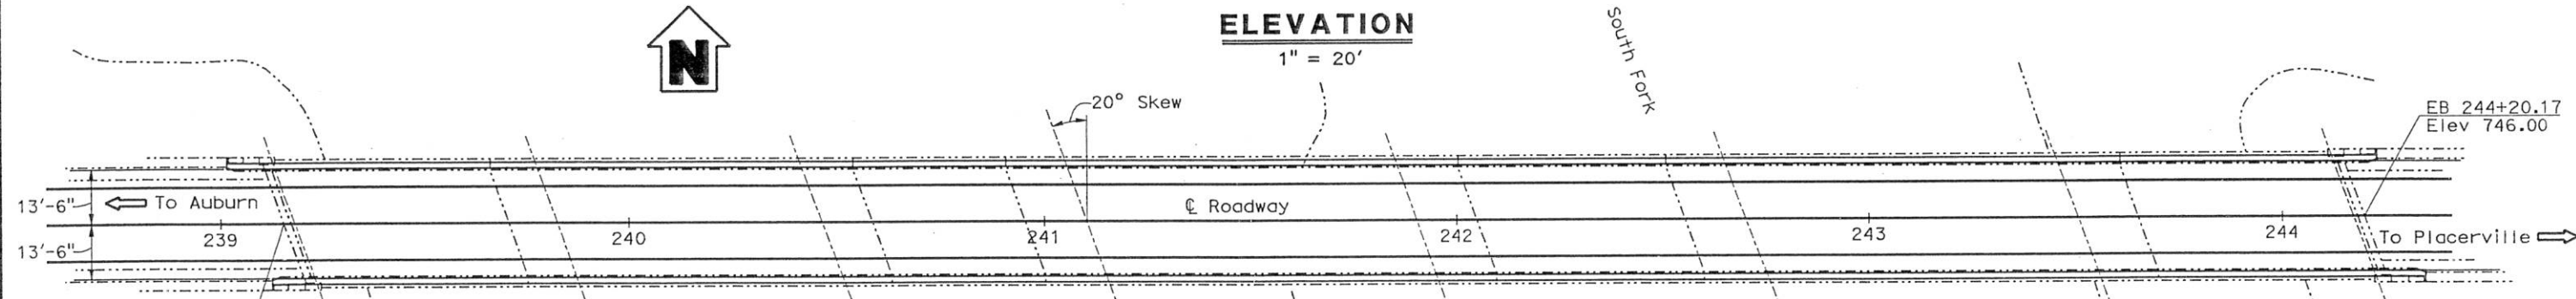 ELEVATION
1" = 20'
N
South Fork
20° Skew
EB 244+20.17
Elev 746.00
13'-6"
To Auburn
℄ Roadway
239
240
241
242
243
244
13'-6"
To Placerville